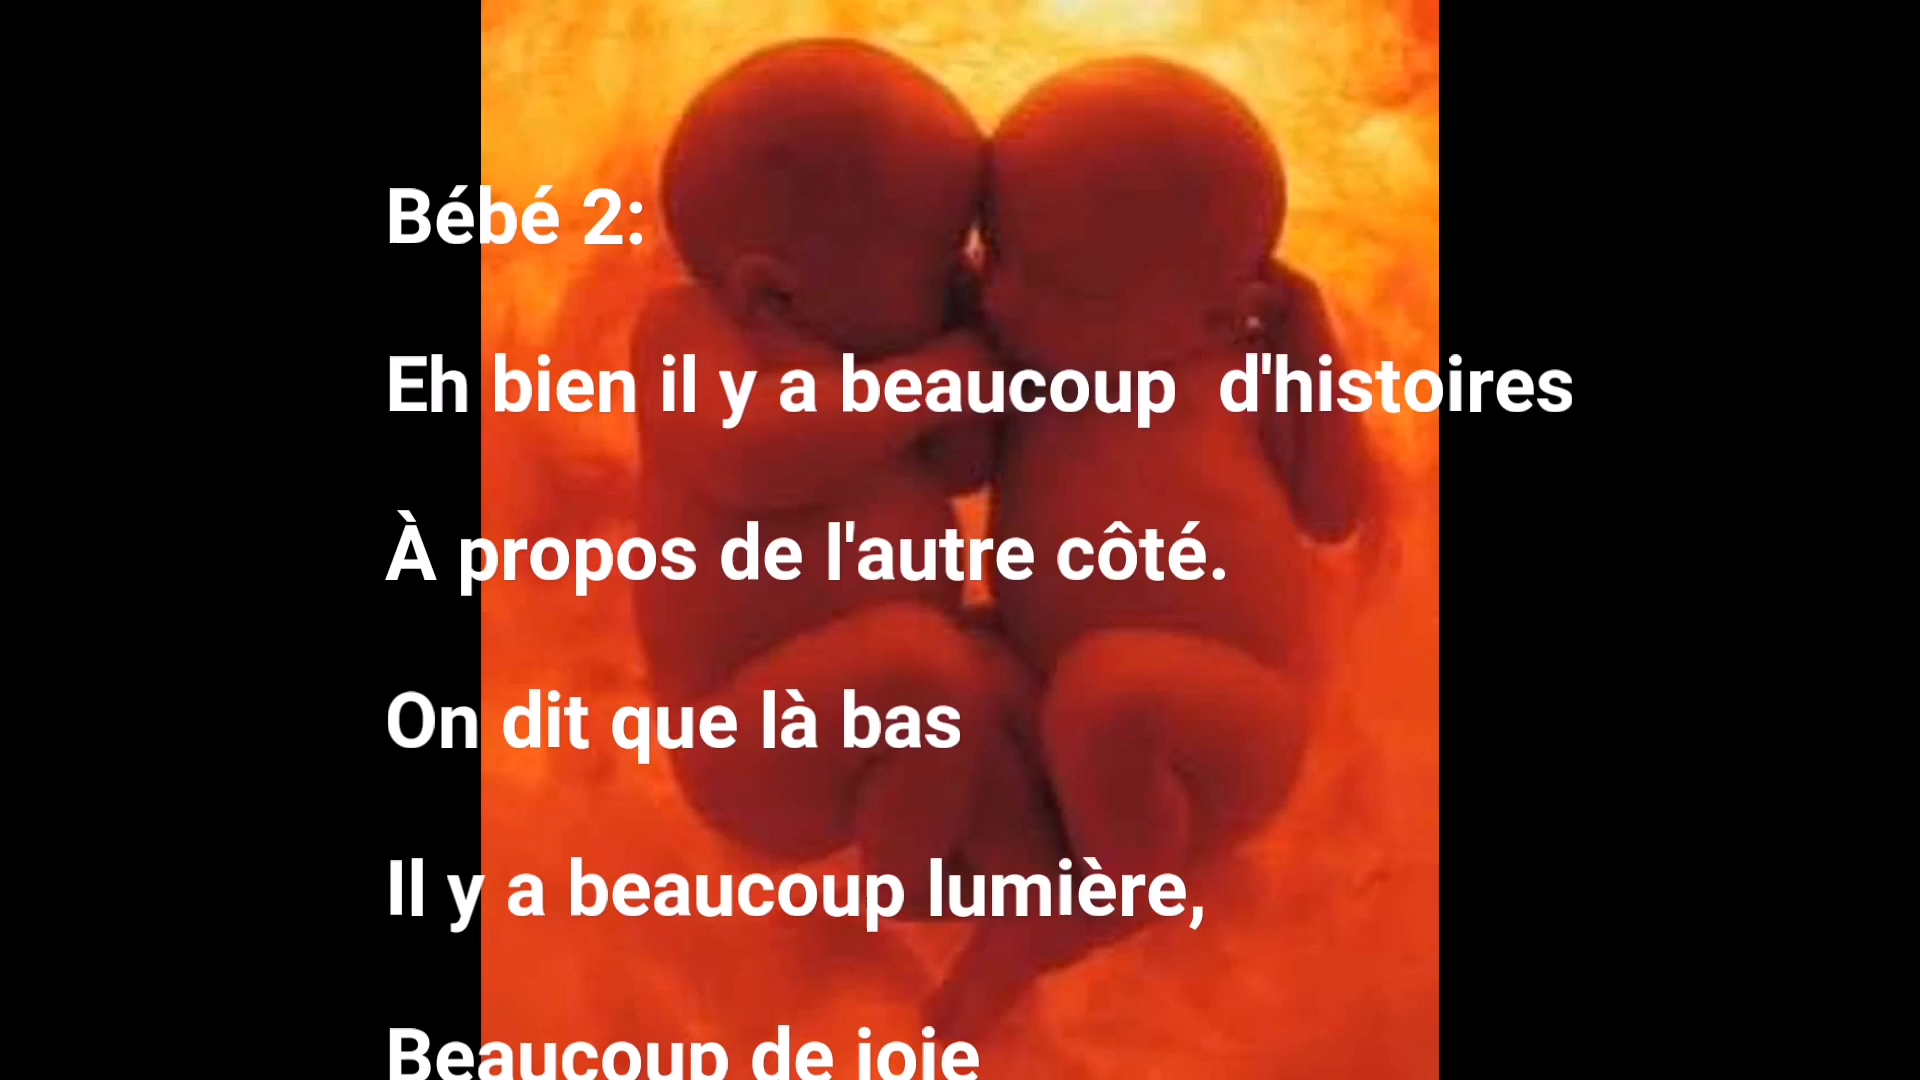 Bébé 2:
Eh bien il y a beaucoup  d'histoires
À propos de l'autre côté.
On dit que là bas
Il y a beaucoup lumière,
Beaucoup de joie